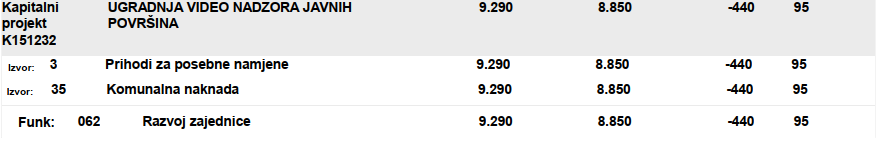 Kapitalni projekt K151232 UGRADNJA VIDEO NADZORA JAVNIH POVRŠINA 9.290 8.850 -440 95
Izvor: 3 Prihodi za posebne namjene 9.290 8.850 -440 95
Izvor: 35 Komunalna naknada 9.290 8.850 -440 95
Funk: 062 Razvoj zajednice 9.290 8.850 -440 95